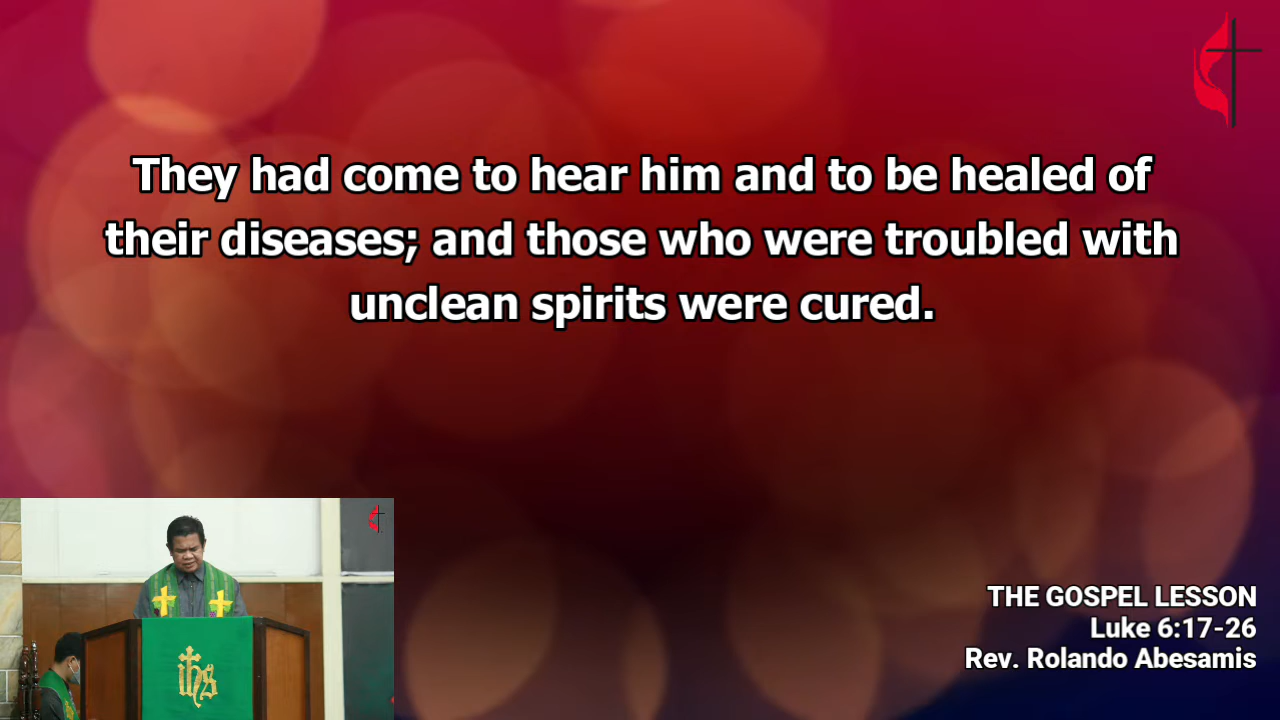 They had come to hear him and to be healed of
their diseases; and those who were troubled with
unclean spirits were cured.
THE GOSPEL LESSON
Luke 6:17-26
Rev. Rolando Abesamis
ihs